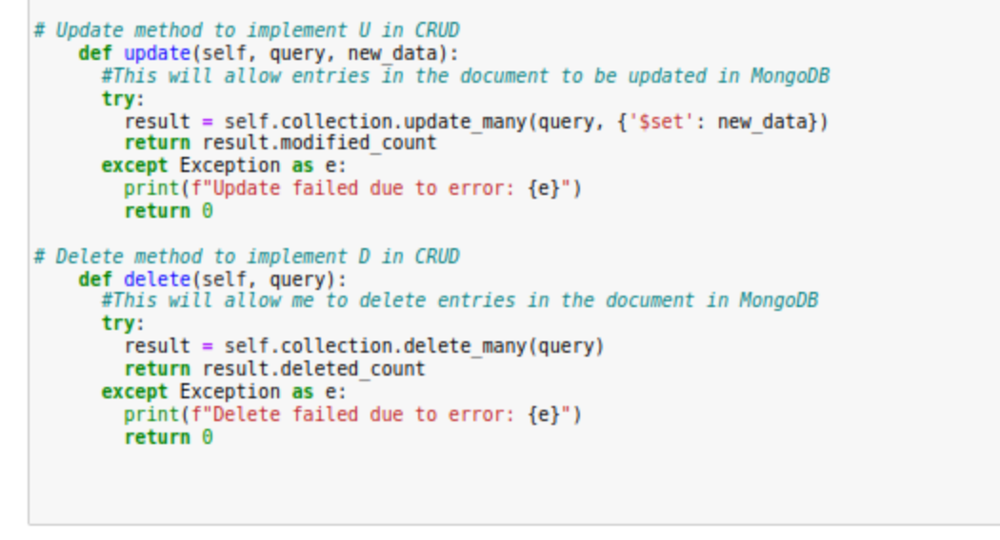 # Update method to implement U in CRUD
    def update(self, query, new_data):
      #This will allow entries in the document to be updated in MongoDB
      try:
        result = self.collection.update_many(query, {'$set': new_data})
        return result.modified_count
      except Exception as e:
        print(f"Update failed due to error: {e}")
        return 0
# Delete method to implement D in CRUD
    def delete(self, query):
      #This will allow me to delete entries in the document in MongoDB
      try:
        result = self.collection.delete_many(query)
        return result.deleted_count
      except Exception as e:
        print(f"Delete failed due to error: {e}")
        return 0